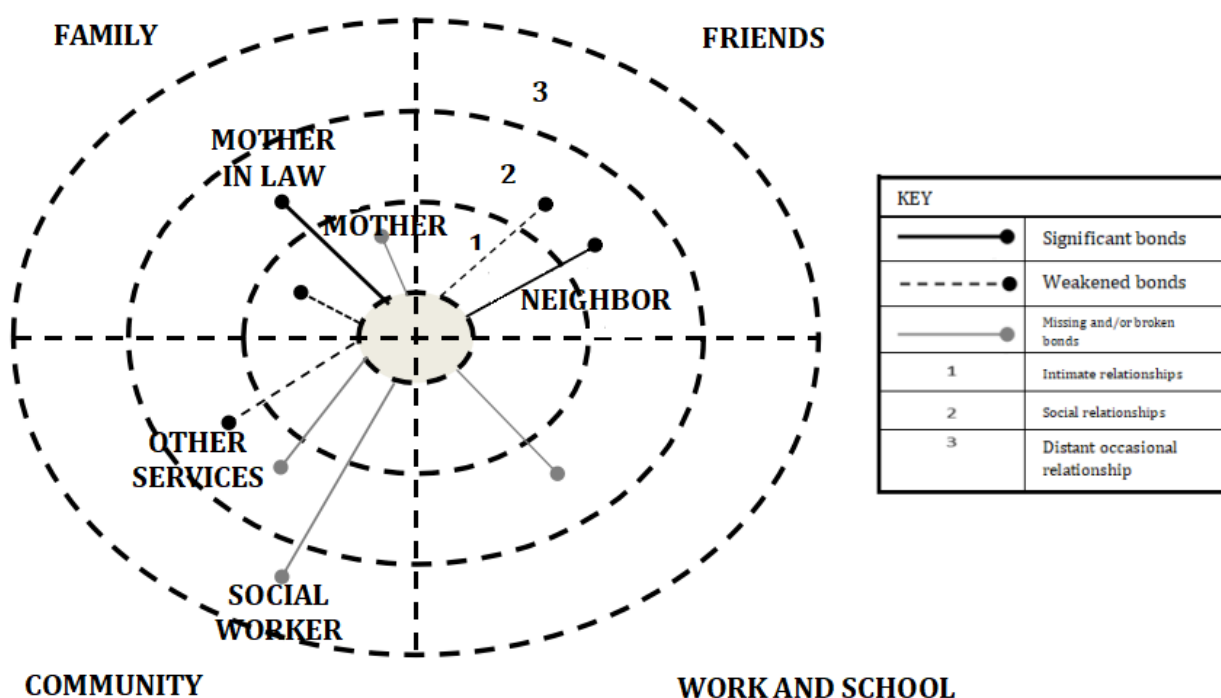 FAMILY
FRIENDS
3
MOTHER
IN LAW
2
MOTHER
1
NEIGHBOR
OTHER
SERVICES
SOCIAL
WORKER
COMMUNITY
WORK AND SCHOOL
KEY
Significant bonds
Weakened bonds
Missing and/or broken
bonds
1 Intimate relationships
2 Social relationships
3 Distant occasional
relationship